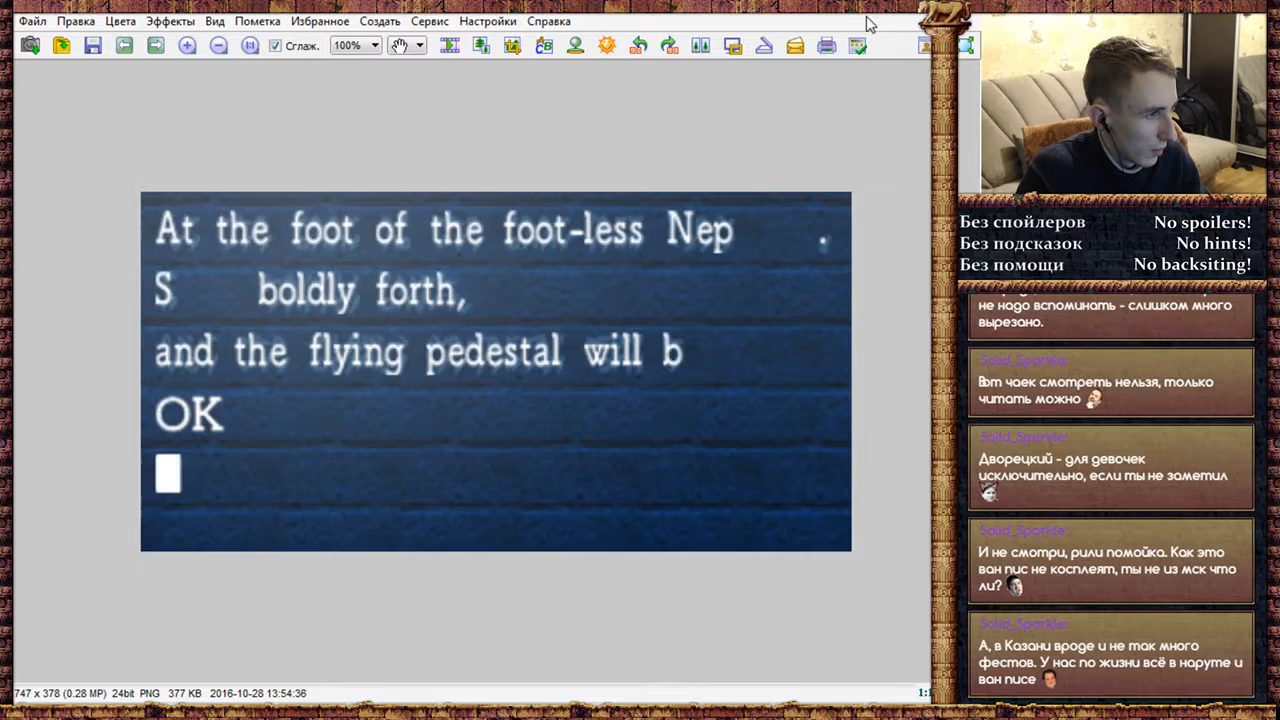 Файл Правка Цвета Эффекты Вид Пометка Избранное Создать Сервис Настройки Справка
Сглаж. 100%
At the foot of the foot-less Nep .
S boldly forth,
and the flying pedestal will b
OK
747 x 378 (0.28 MP) 24bit PNG 377 KB 2016-10-28 13:54:36
Без спойлеров No spoilers!
Без подсказок No hints!
Без помощи No backsiting!
не надо вспоминать - слишком много
вырезано.
Solid_Sparkle:
Вот чаек смотреть нельзя, только
читать можно
Solid_Sparkle:
Дворецкий - для девочек
исключительно, если ты не заметил
Solid_Sparkle:
И не смотри, рили помойка. Как это
ван пис не косплеят, ты не из мск что
ли?
Solid_Sparkle:
А, в Казани вроде и не так много
фестов. У нас по жизни всё в наруте и
ван писе